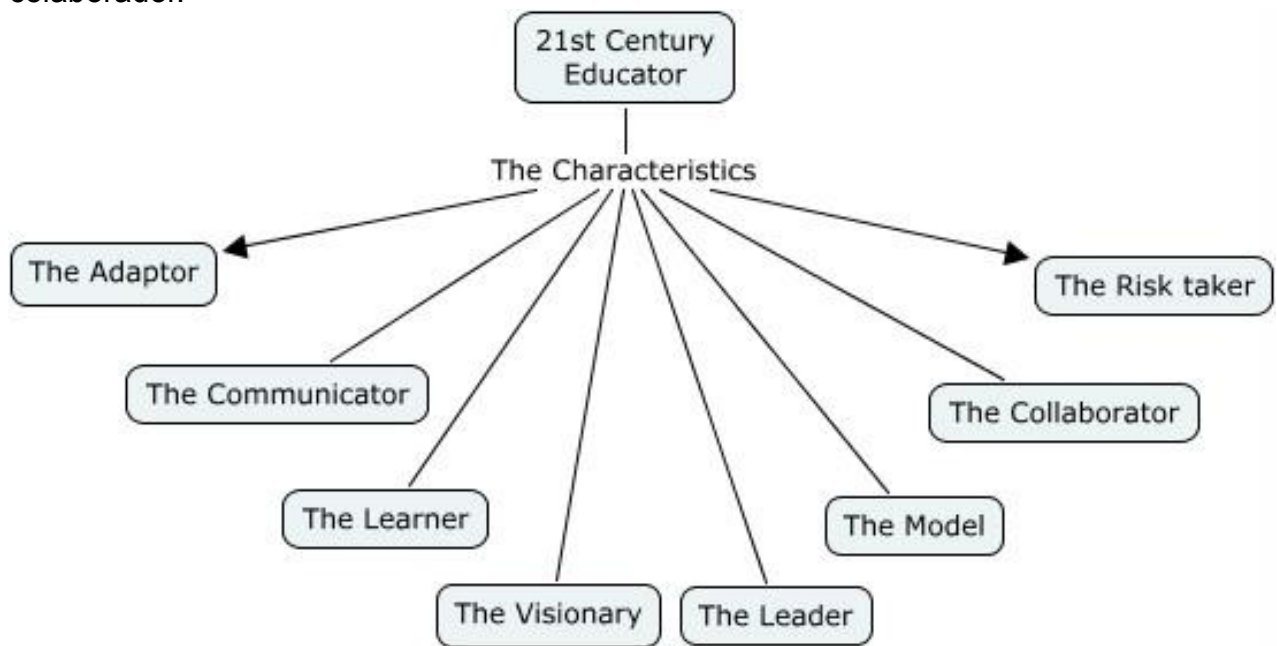 colaborador.
21st Century
Educator
The Characteristics
The Adaptor
The Risk taker
The Communicator
The Collaborator
The Learner
The Model
The Visionary
The Leader